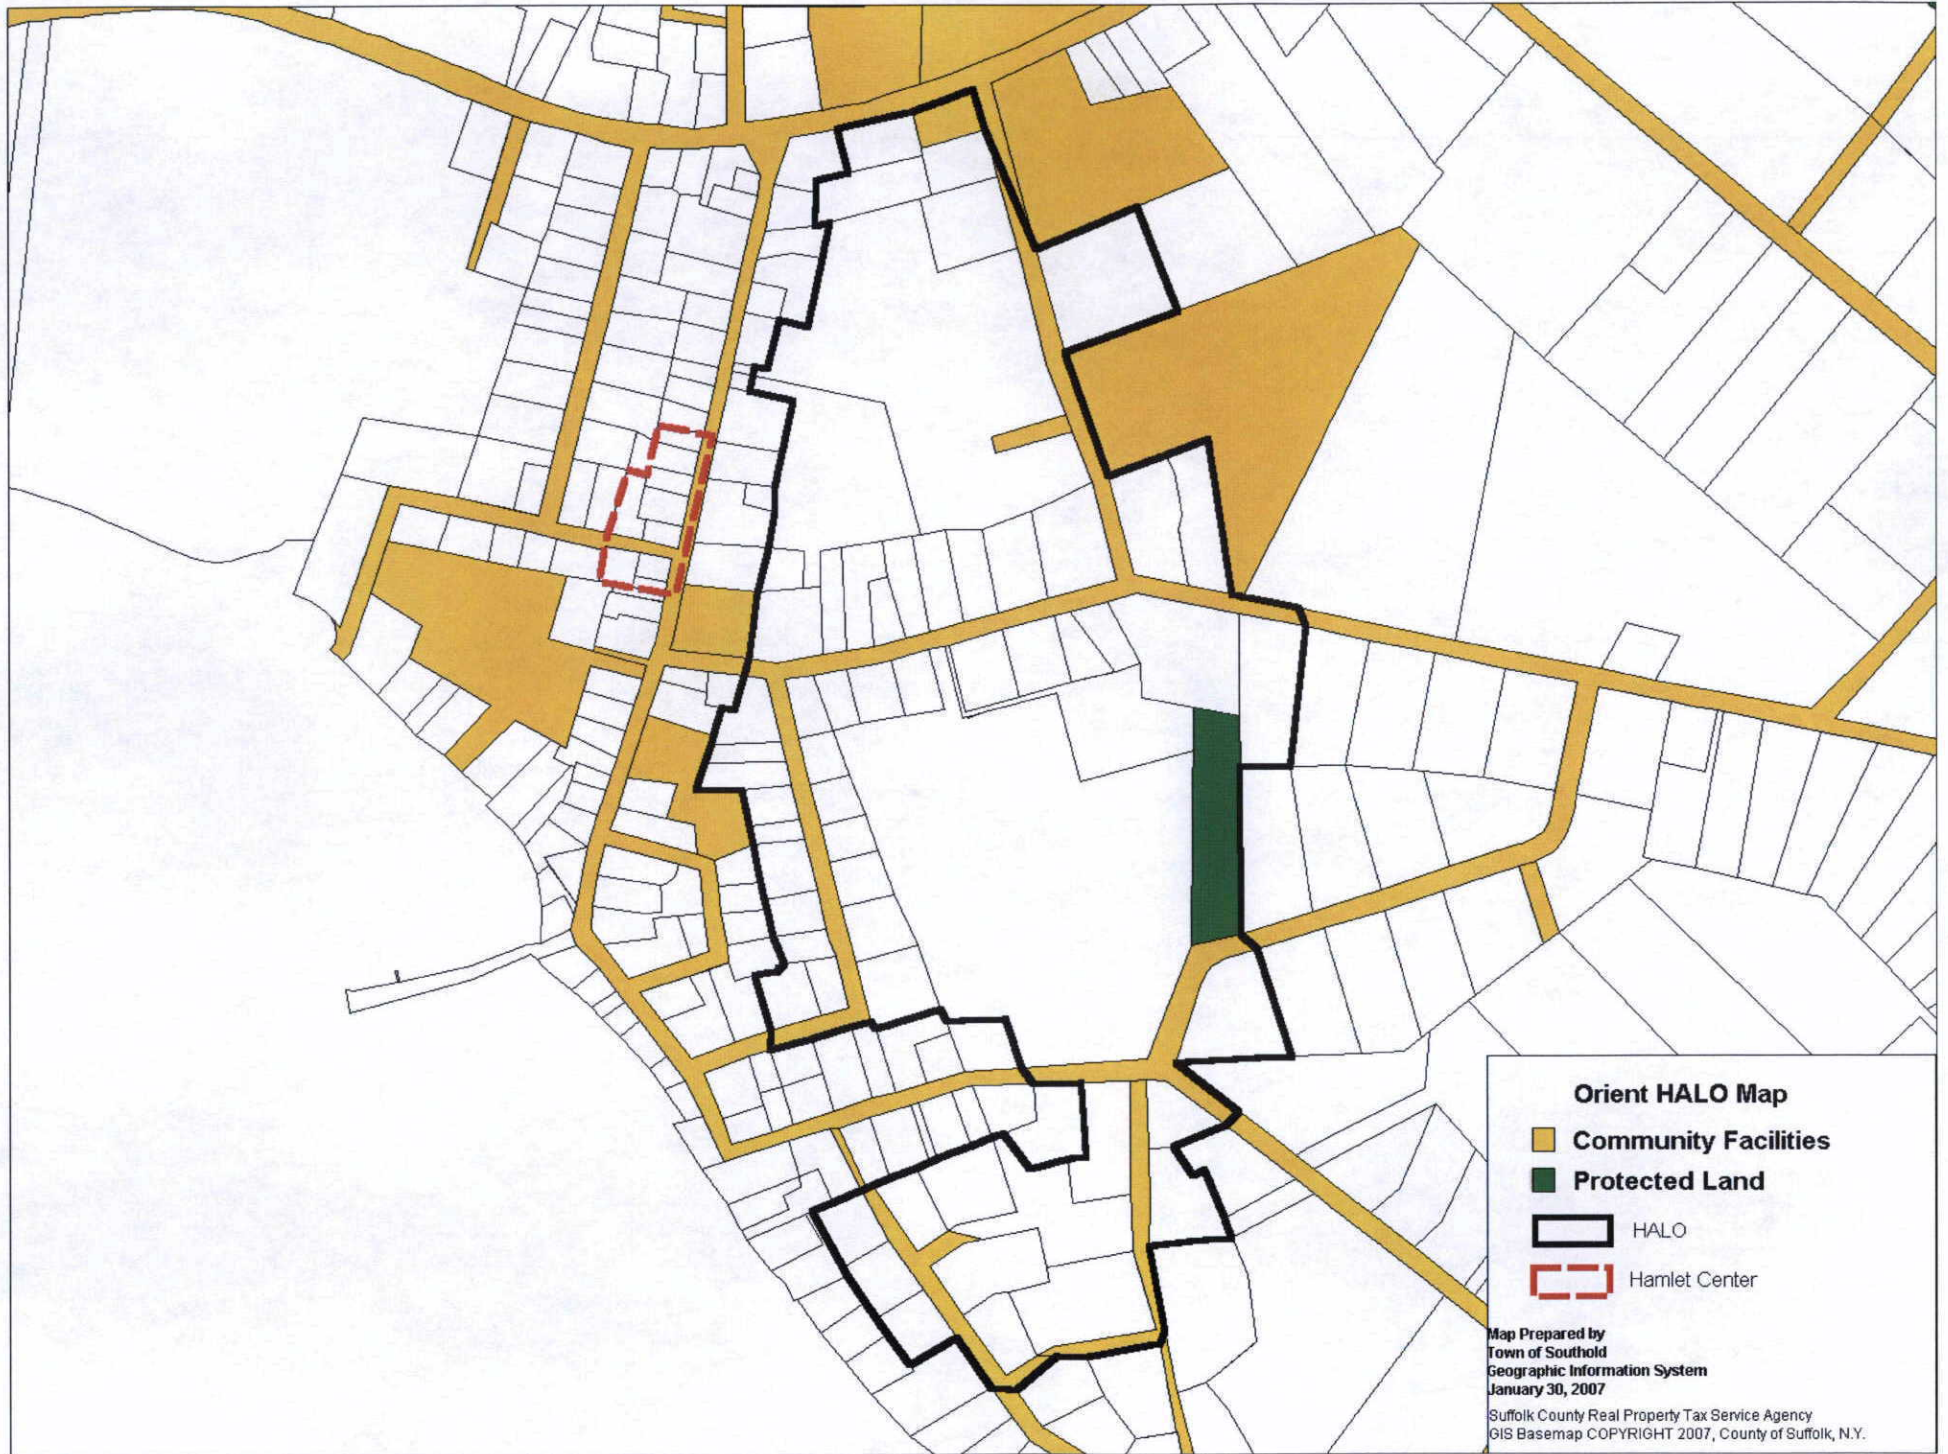 Orient HALO Map
Community Facilities
Protected Land
HALO
Hamlet Center
Map Prepared by
Town of Southold
Geographic Information System
January 30, 2007
Suffolk County Real Property Tax Service Agency
GIS Basemap COPYRIGHT 2007, County of Suffolk, N.Y.